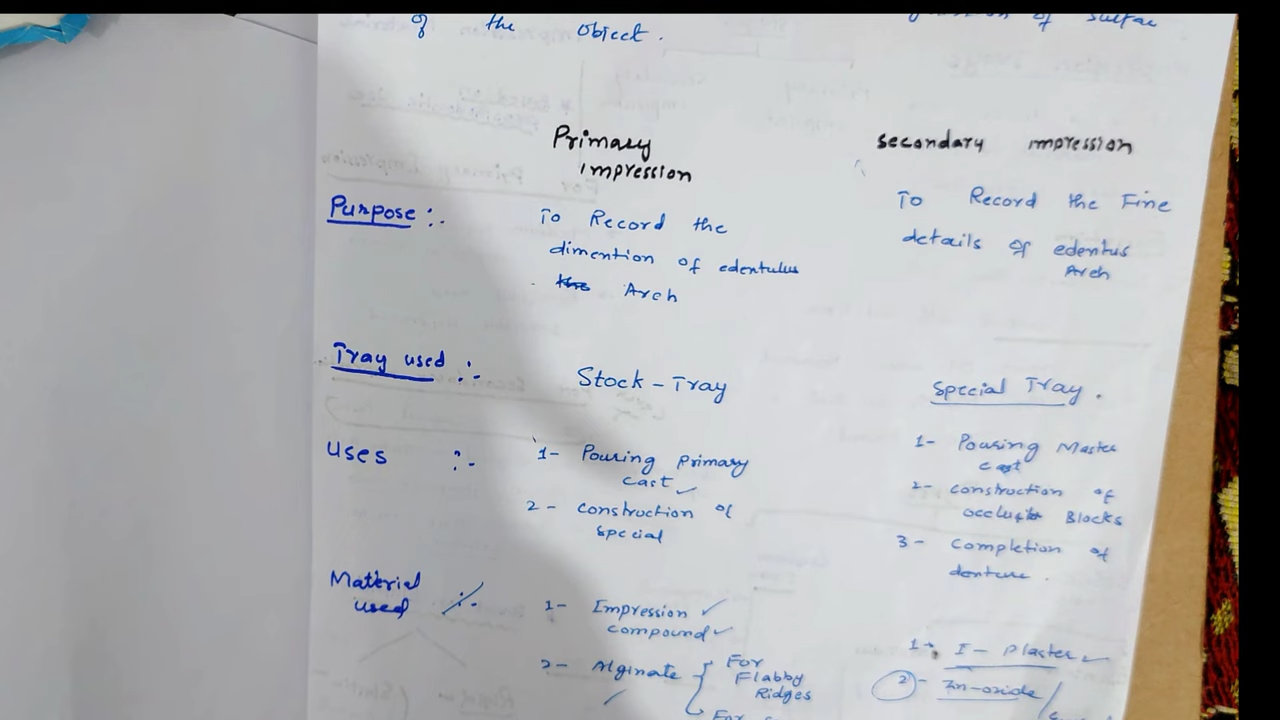 of the object.
of sulfac
Primary
impression
secondary impression
Purpose :-
To Record the
dimention of edentulus
Arch
To Record the Fine
details of edentus
Arch
Tray used :-
Stock-Tray
Special Tray.
Uses :-
1- Pouring primary
cast ✓
2- construction of
special
1- Pouring Master
cast
2- construction of
Blocks
3- Completion of
denture.
Material
used :-
1- Impression ✓
compound ✓
2- Alginate { For
Flabby
Ridges
For
1- I- Plaster ✓
2- Zn-oxide /